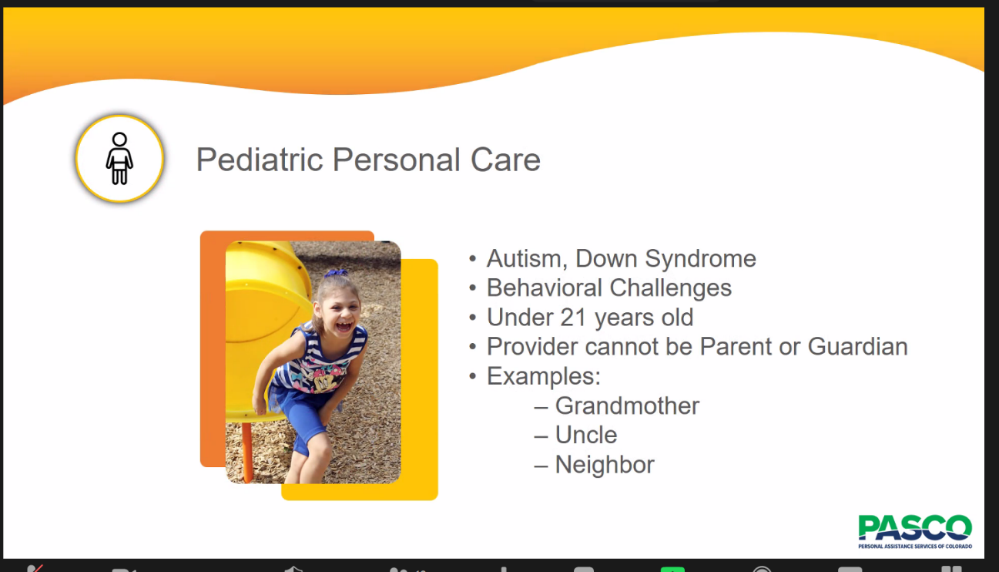 Pediatric Personal Care
• Autism, Down Syndrome
• Behavioral Challenges
• Under 21 years old
• Provider cannot be Parent or Guardian
• Examples:
– Grandmother
– Uncle
– Neighbor
PASCO
PERSONAL ASSISTANCE SERVICES OF COLORADO